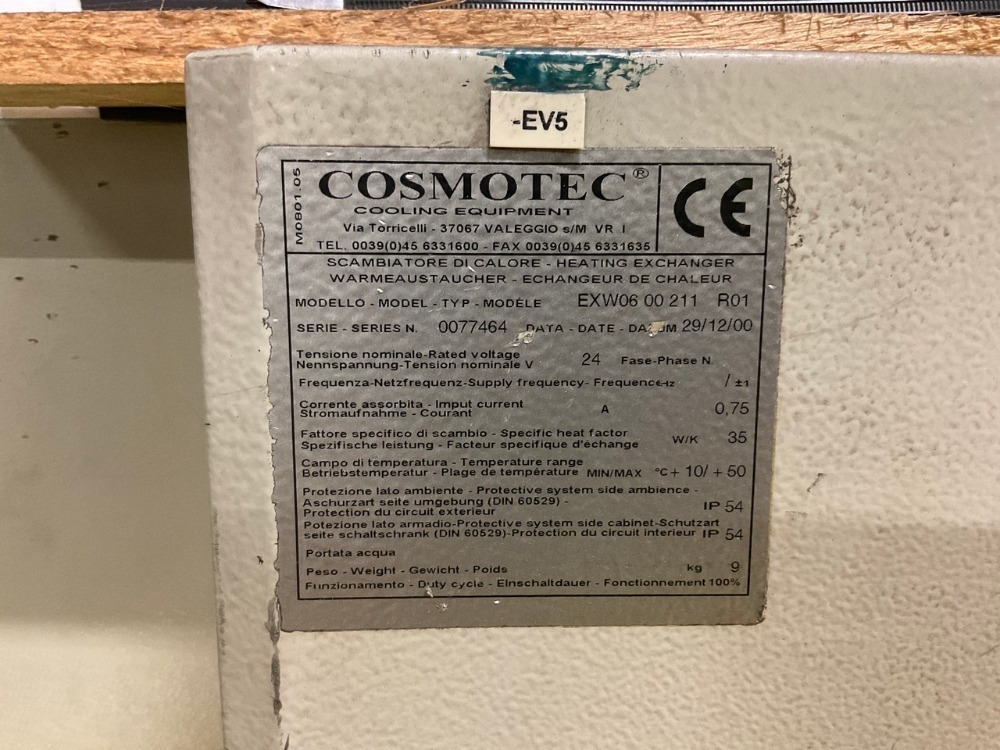 -EV5
M0801.05
COSMOTEC®
COOLING EQUIPMENT
Via Torricelli - 37067 VALEGGIO s/M VR I
TEL. 0039(0)45 6331600 - FAX 0039(0)45 6331635
CE
SCAMBIATORE DI CALORE - HEATING EXCHANGER
WARMEAUSTAUCHER - ECHANGEUR DE CHALEUR
MODELLO - MODEL - TYP - MODÈLE EXW06 00 211 R01
SERIE - SERIES N. 0077464 DATA - DATE - DATUM 29/12/00
Tensione nominale-Rated voltage
Nennspannung-Tension nominale V 24 Fase-Phase N.
Frequenza-Netzfrequenz-Supply frequency- Frequence Hz / ±1
Corrente assorbita - Imput current
Stromaufnahme - Courant A 0,75
Fattore specifico di scambio - Specific heat factor
Spezifische leistung - Facteur specifique d'échange W/K 35
Campo di temperatura - Temperature range
Betriebstemperatur - Plage de température MIN/MAX °C + 10/ + 50
Protezione lato ambiente - Protective system side ambience -
Aschurzart seite umgebung (DIN 60529) -
Protection du circuit exterieur IP 54
Potezione lato armadio-Protective system side cabinet-Schutzart
seite schaltschrank (DIN 60529)-Protection du circuit interieur IP 54
Portata acqua
Peso - Weight - Gewicht - Poids kg 9
Funzionamento - Duty cycle - Einschaltdauer - Fonctionnement 100%